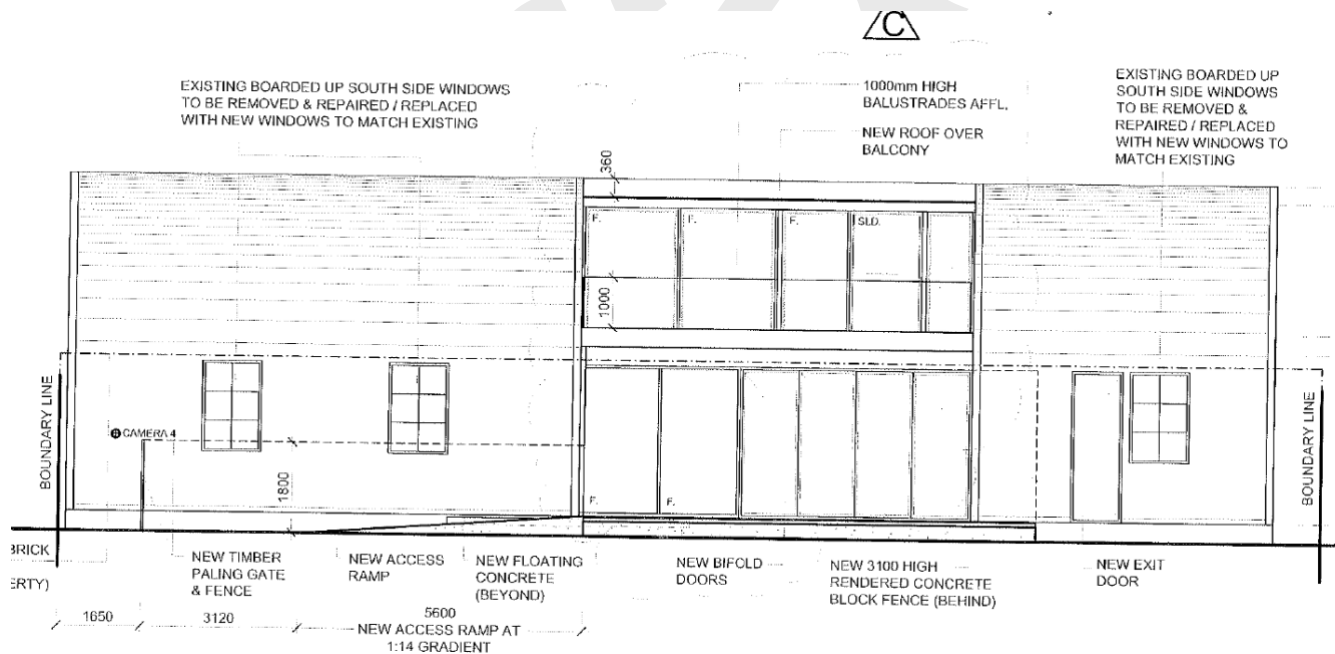 C
EXISTING BOARDED UP SOUTH SIDE WINDOWS
TO BE REMOVED & REPAIRED / REPLACED
WITH NEW WINDOWS TO MATCH EXISTING
1000mm HIGH
BALUSTRADES AFFL.
NEW ROOF OVER
BALCONY
EXISTING BOARDED UP
SOUTH SIDE WINDOWS
TO BE REMOVED &
REPAIRED / REPLACED
WITH NEW WINDOWS TO
MATCH EXISTING
360
F.
F.
F.
SLD.
1000
BOUNDARY LINE
CAMERA 4
1800
F.
F.
BOUNDARY LINE
BRICK
ERTY)
NEW TIMBER
PALING GATE
& FENCE
NEW ACCESS
RAMP
NEW FLOATING
CONCRETE
(BEYOND)
NEW BIFOLD
DOORS
NEW 3100 HIGH
RENDERED CONCRETE
BLOCK FENCE (BEHIND)
NEW EXIT
DOOR
1650
3120
5600
NEW ACCESS RAMP AT
1:14 GRADIENT